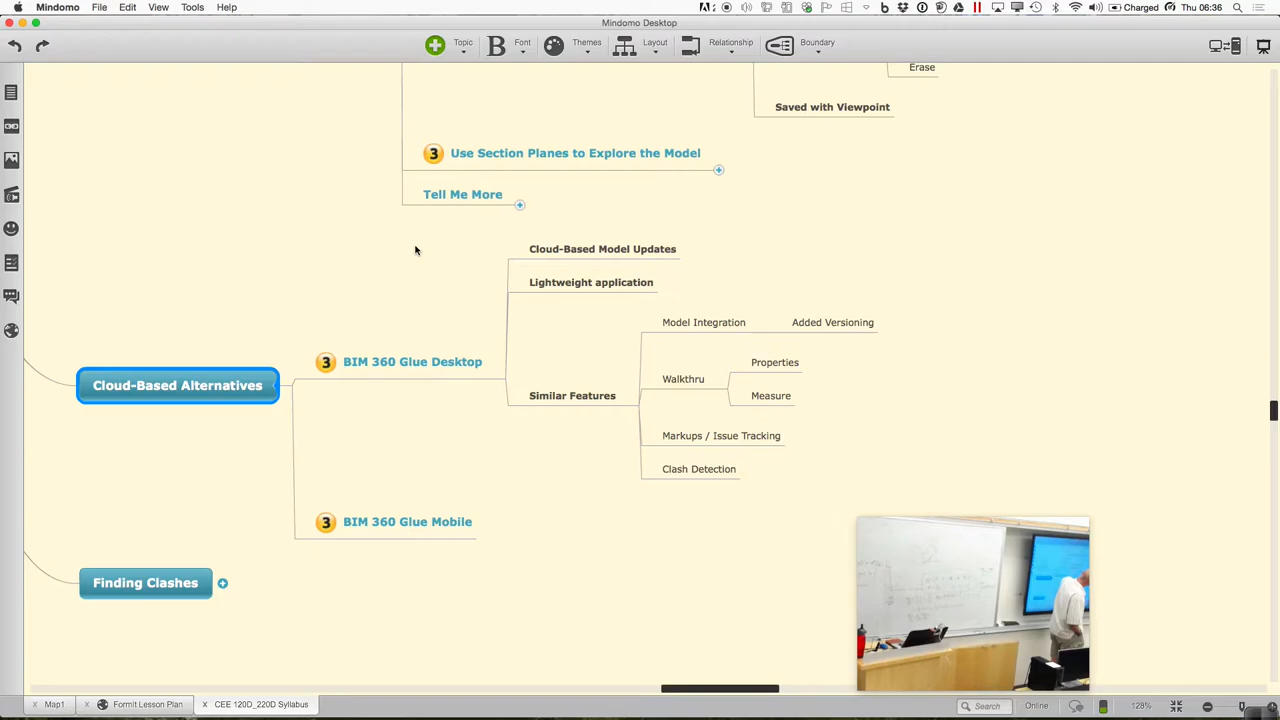 Mindomo File Edit View Tools Help
Charged Thu 06:36
Mindomo Desktop
Topic Font Themes Layout Relationship Boundary
Erase
Saved with Viewpoint
3 Use Section Planes to Explore the Model
Tell Me More
Cloud-Based Model Updates
Lightweight application
Model Integration Added Versioning
3 BIM 360 Glue Desktop
Properties
Walkthru
Cloud-Based Alternatives
Similar Features
Measure
Markups / Issue Tracking
Clash Detection
3 BIM 360 Glue Mobile
Finding Clashes
x Map1 x FormIt Lesson Plan x CEE 120D_220D Syllabus
Search Online 128%